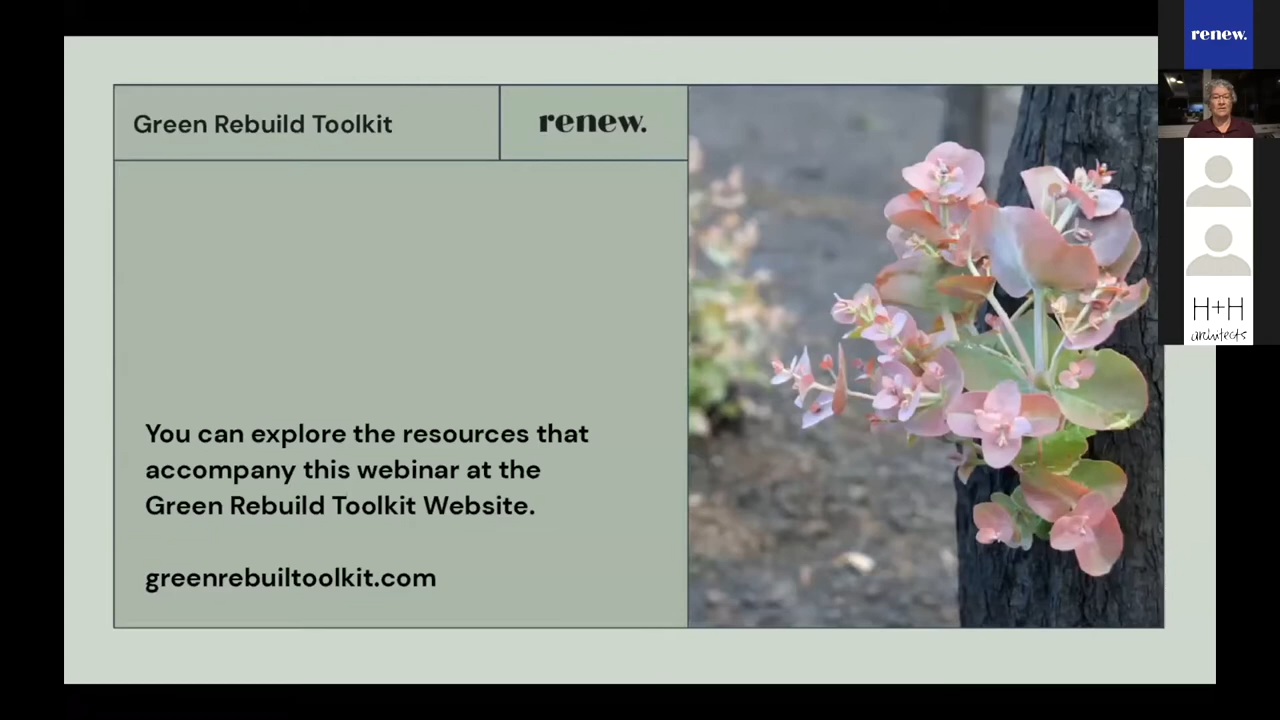 Green Rebuild Toolkit
renew.
You can explore the resources that
accompany this webinar at the
Green Rebuild Toolkit Website.
greenrebuiltoolkit.com
renew.
H+H
architects